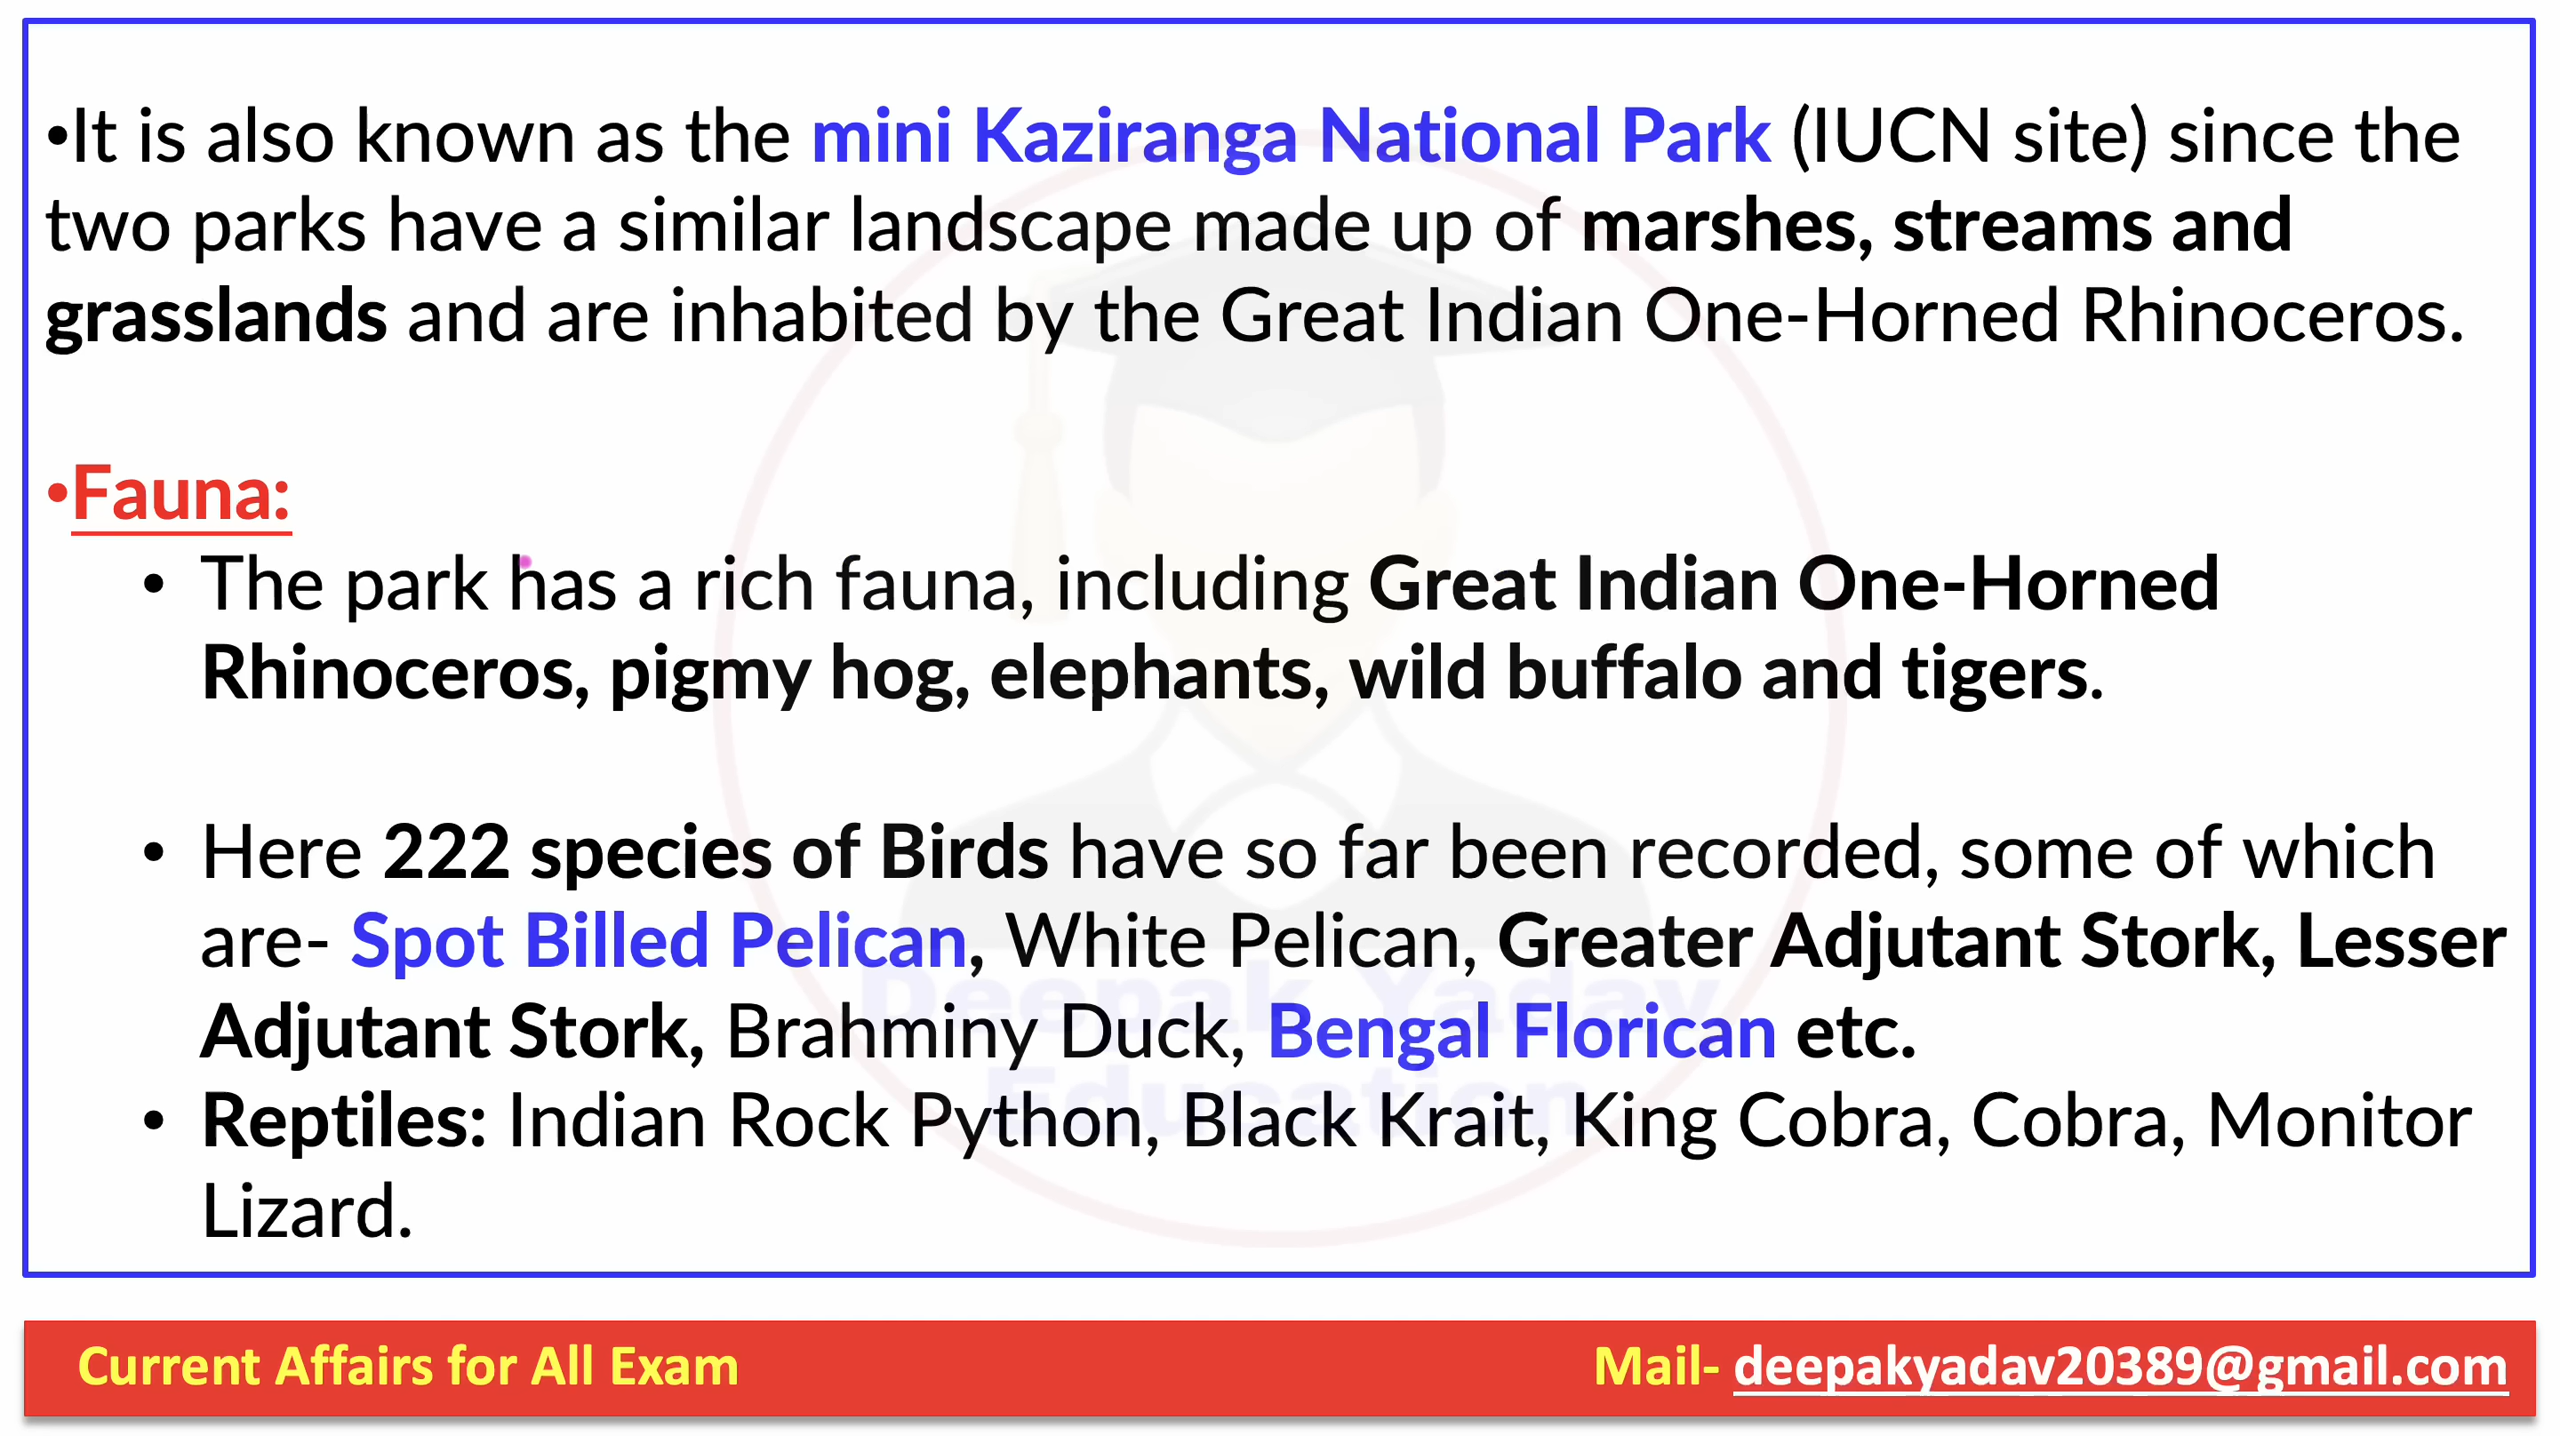 •It is also known as the mini Kaziranga National Park (IUCN site) since the
two parks have a similar landscape made up of marshes, streams and
grasslands and are inhabited by the Great Indian One-Horned Rhinoceros.
•Fauna:
• The park has a rich fauna, including Great Indian One-Horned
Rhinoceros, pigmy hog, elephants, wild buffalo and tigers.
• Here 222 species of Birds have so far been recorded, some of which
are- Spot Billed Pelican, White Pelican, Greater Adjutant Stork, Lesser
Adjutant Stork, Brahminy Duck, Bengal Florican etc.
• Reptiles: Indian Rock Python, Black Krait, King Cobra, Cobra, Monitor
Lizard.
Deepak Yadav
Education
Current Affairs for All Exam
Mail- deepakyadav20389@gmail.com